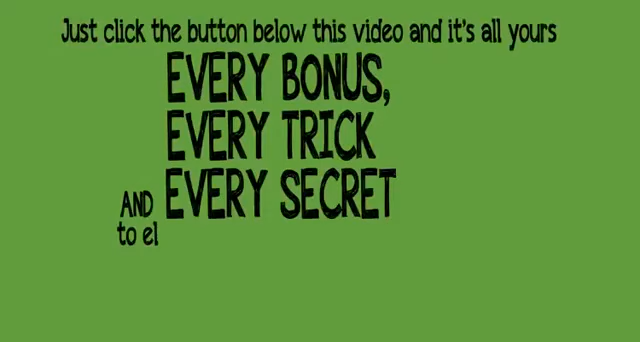 Just click the button below this video and it's all yours
EVERY BONUS,
EVERY TRICK
AND EVERY SECRET
to el